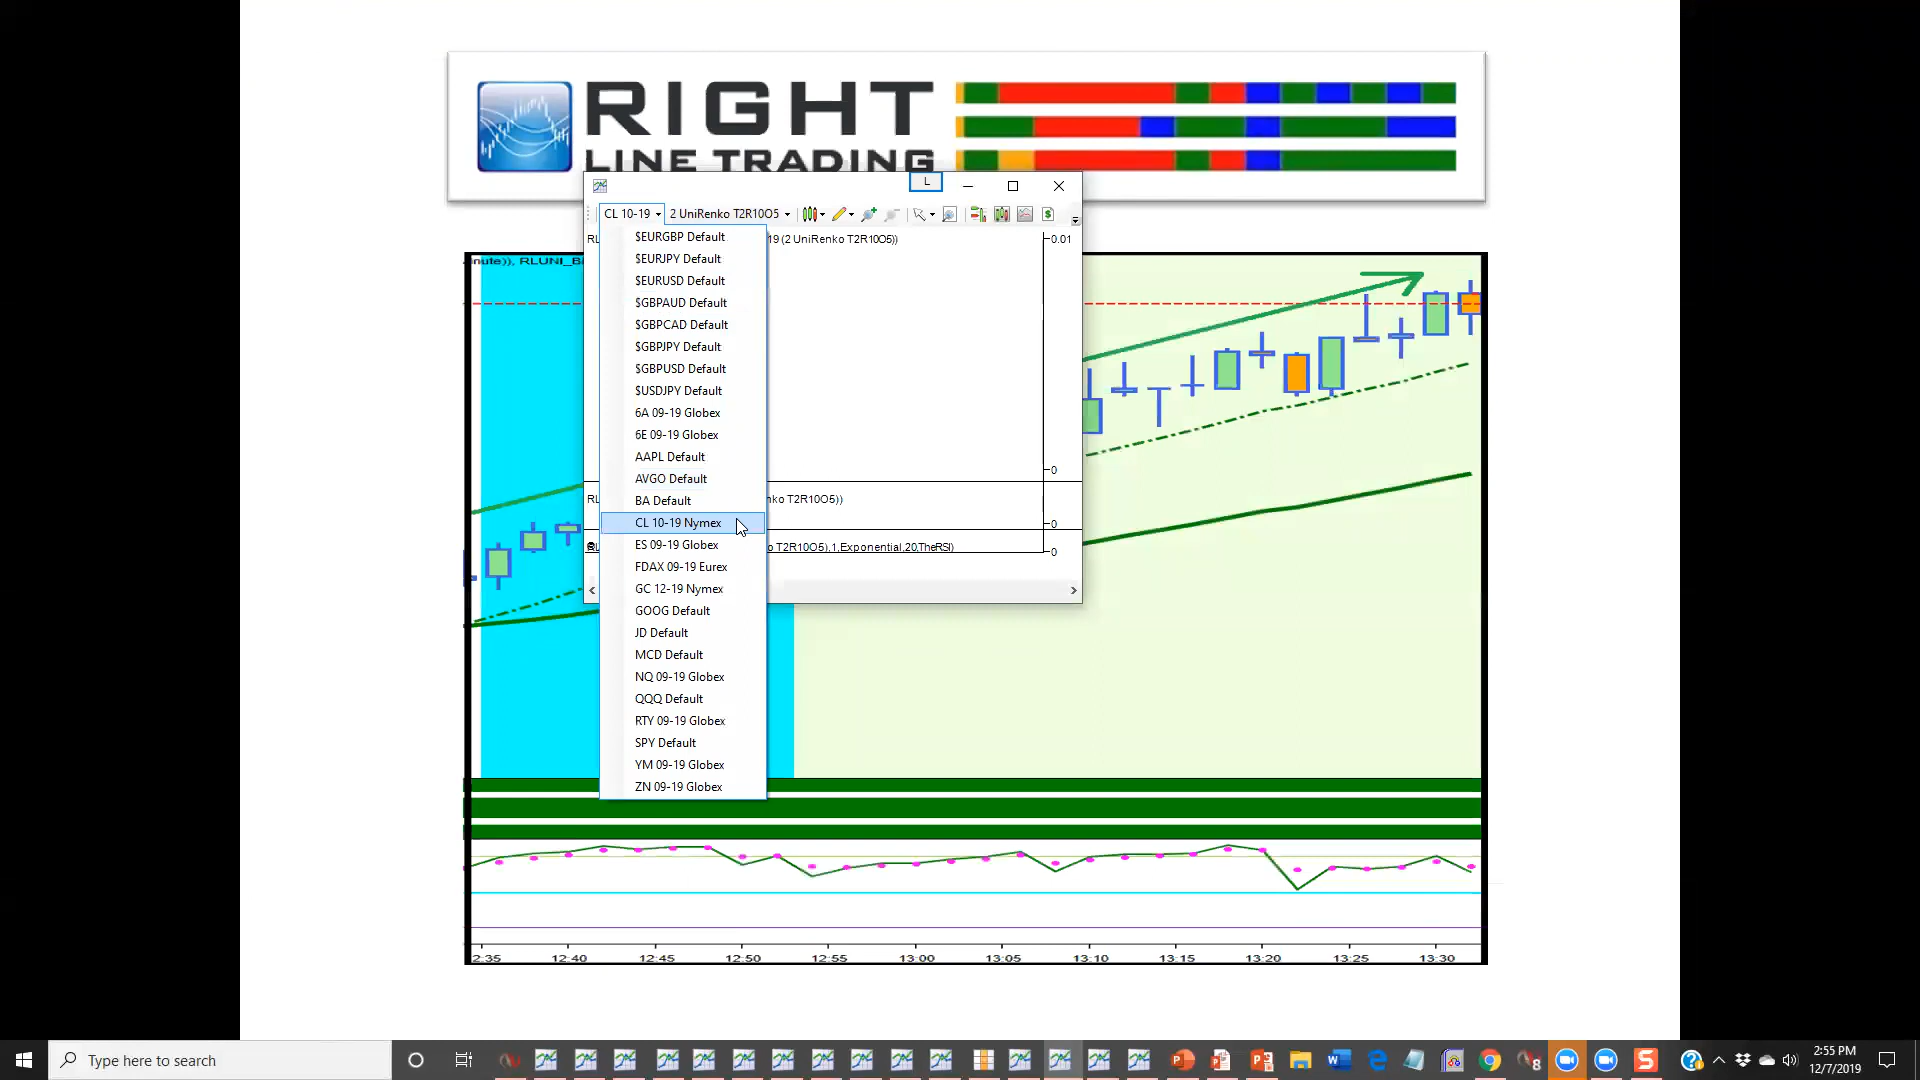 RIGHT
LINE TRADING
L
CL 10-19
2 UniRenko T2R10O5
RL
19 (2 UniRenko T2R10O5))
0.01
$EURGBP Default
$EURJPY Default
$EURUSD Default
$GBPAUD Default
$GBPCAD Default
$GBPJPY Default
$GBPUSD Default
$USDJPY Default
6A 09-19 Globex
6E 09-19 Globex
AAPL Default
AVGO Default
BA Default
CL 10-19 Nymex
ES 09-19 Globex
FDAX 09-19 Eurex
GC 12-19 Nymex
GOOG Default
JD Default
MCD Default
NQ 09-19 Globex
QQQ Default
RTY 09-19 Globex
SPY Default
YM 09-19 Globex
ZN 09-19 Globex
0
RL
nko T2R10O5))
0
o T2R10O5),1,Exponential,20,TheRSI)
0
inute)), RLUNI_B
2:35 12:40 12:45 12:50 12:55 13:00 13:05 13:10 13:15 13:20 13:25 13:30
Type here to search
2:55 PM
12/7/2019